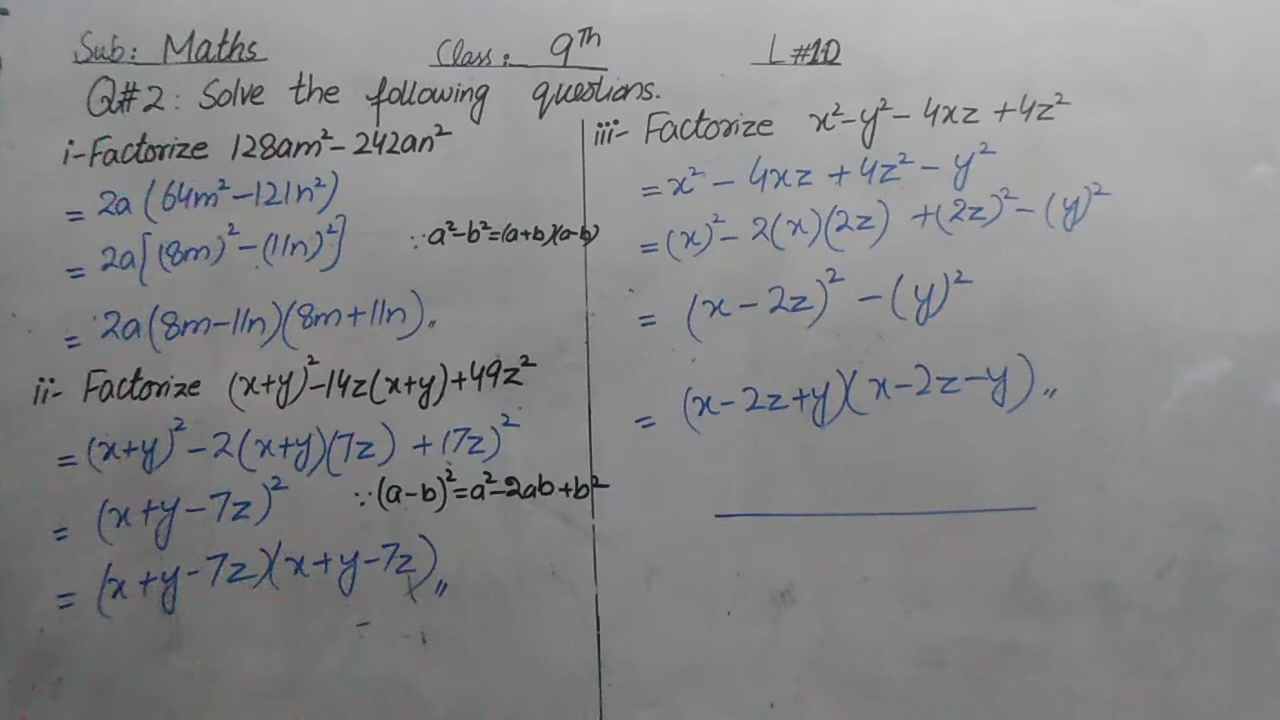 Sub: Maths Class: 9th L#10
Q#2: Solve the following questions.
i- Factorize 128am²-242an²
= 2a(64m²-121n²)
= 2a[(8m)²-(11n)²] ∵a²-b²=(a+b)(a-b)
= 2a(8m-11n)(8m+11n)〃
ii- Factorize (x+y)²-14z(x+y)+49z²
= (x+y)²-2(x+y)(7z)+(7z)²
= (x+y-7z)² ∵(a-b)²=a²-2ab+b²
= (x+y-7z)(x+y-7z)〃
iii- Factorize x²-y²-4xz+4z²
= x²-4xz+4z²-y²
= (x)²-2(x)(2z)+(2z)²-(y)²
= (x-2z)²-(y)²
= (x-2z+y)(x-2z-y)〃